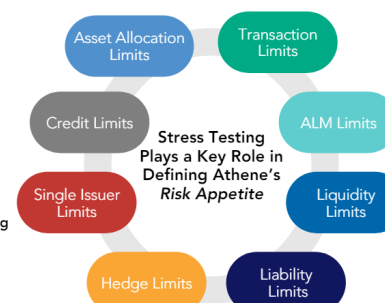 Asset Allocation
Limits
Transaction
Limits
Credit Limits
Stress Testing
Plays a Key Role in
Defining Athene's
Risk Appetite
ALM Limits
Single Issuer
Limits
Liquidity
Limits
Hedge Limits
Liability
Limits